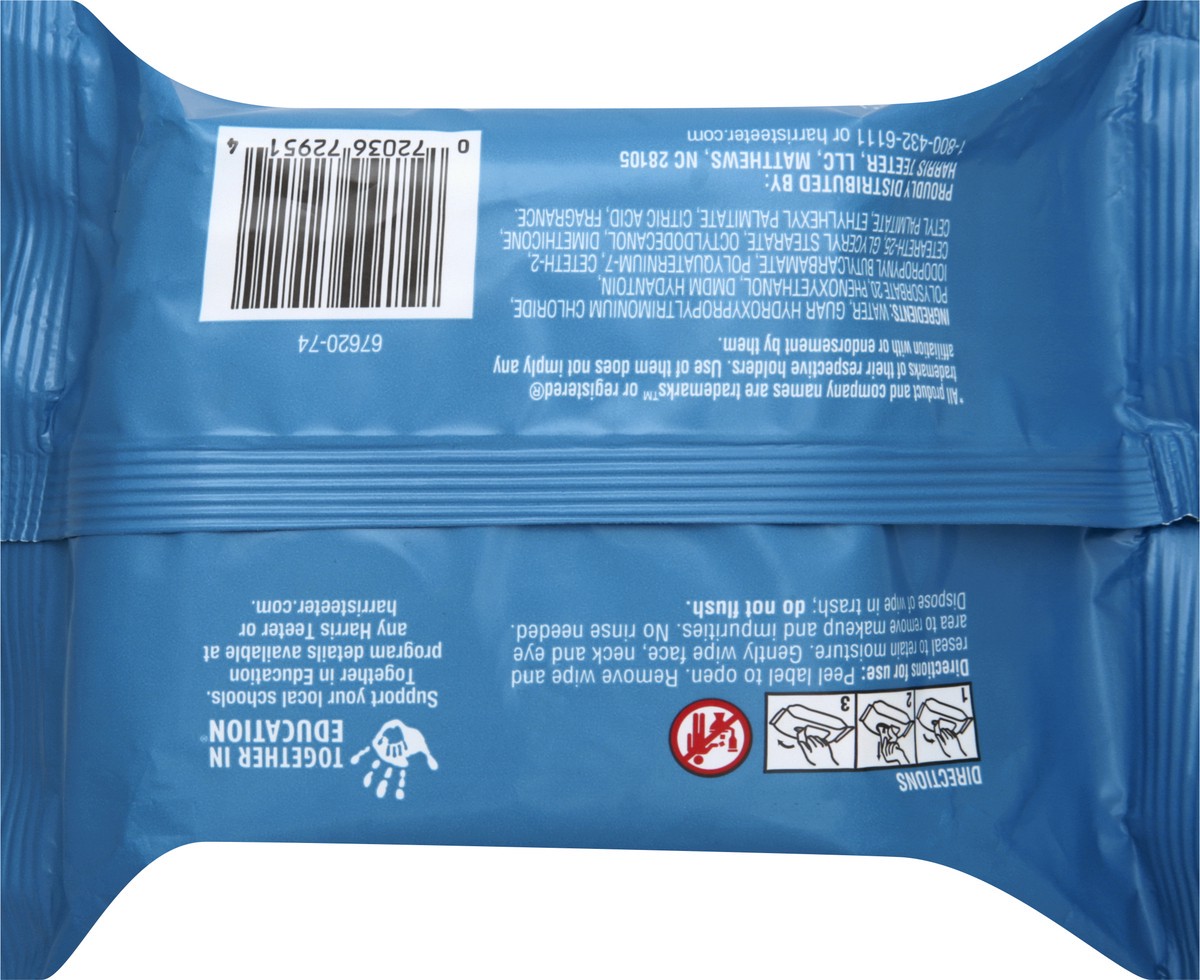 DIRECTIONS
1 2 3
Directions for use: Peel label to open. Remove wipe and
reseal to retain moisture. Gently wipe face, neck and eye
area to remove makeup and impurities. No rinse needed.
Dispose of wipe in trash; do not flush.
TOGETHER IN
EDUCATION®
Support your local schools.
Together in Education
program details available at
any Harris Teeter or
harristeeter.com.
*All product and company names are trademarks™ or registered®
trademarks of their respective holders. Use of them does not imply any
affiliation with or endorsement by them.
INGREDIENTS: WATER, GUAR HYDROXYPROPYLTRIMONIUM CHLORIDE,
POLYSORBATE 20, PHENOXYETHANOL, DMDM HYDANTOIN,
IODOPROPYNYL BUTYLCARBAMATE, POLYQUATERNIUM-7, CETETH-2,
CETEARETH-25, GLYCERYL STEARATE, OCTYLDODECANOL, DIMETHICONE,
CETYL PALMITATE, ETHYLHEXYL PALMITATE, CITRIC ACID, FRAGRANCE.
PROUDLY DISTRIBUTED BY:
HARRIS TEETER, LLC, MATTHEWS, NC 28105
1-800-432-6111 or harristeeter.com
67620-74
0 72036 72951 4